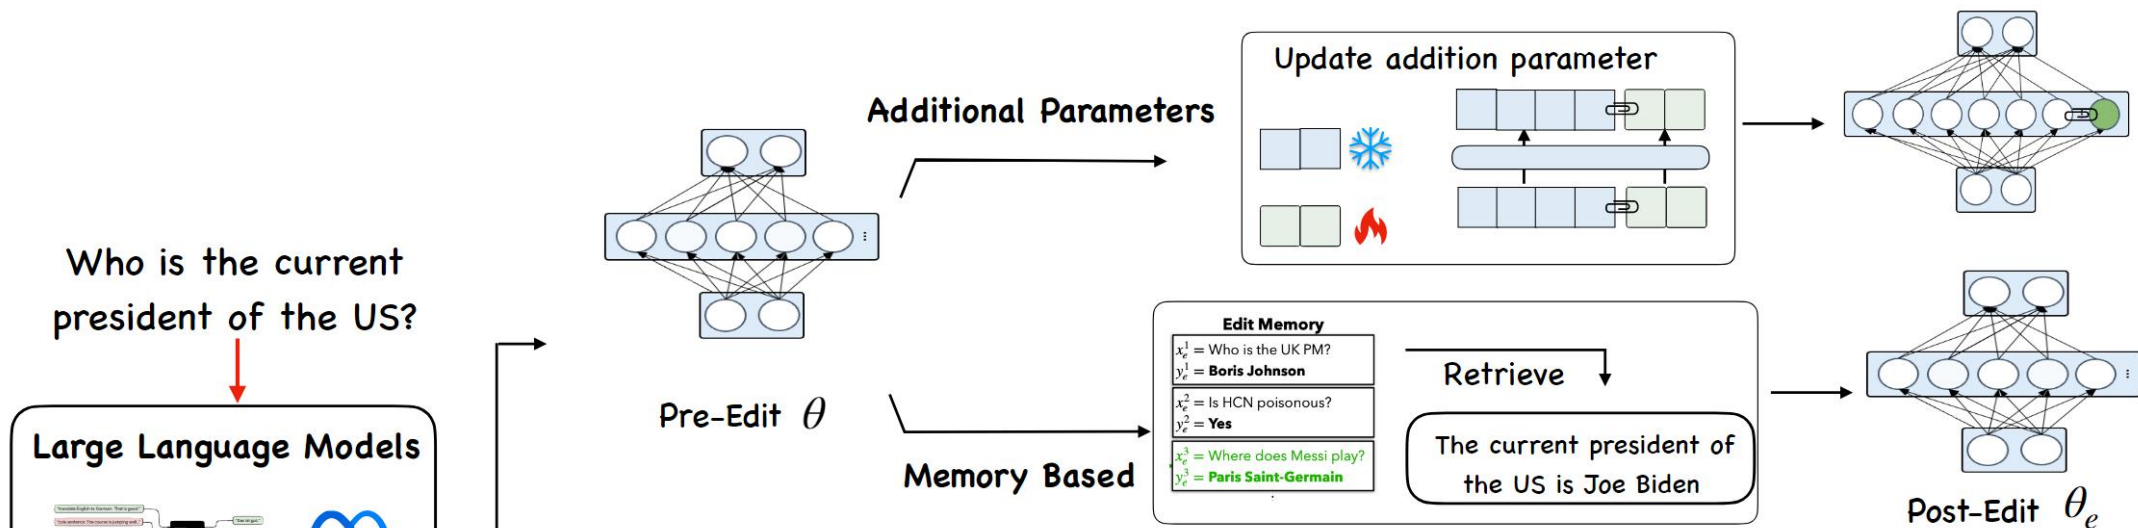 Who is the current
president of the US?
Large Language Models
Pre-Edit θ
Additional Parameters
Update addition parameter
Memory Based
Edit Memory
x_e^1 = Who is the UK PM?
y_e^1 = Boris Johnson
x_e^2 = Is HCN poisonous?
y_e^2 = Yes
x_e^3 = Where does Messi play?
y_e^3 = Paris Saint-Germain
Retrieve
The current president of
the US is Joe Biden
Post-Edit θ_e